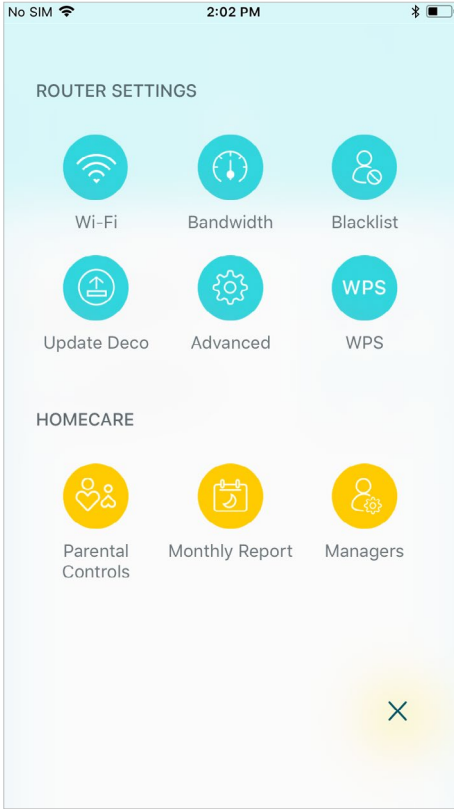 No SIM 2:02 PM
ROUTER SETTINGS
Wi-Fi Bandwidth Blacklist
WPS
Update Deco Advanced WPS
HOMECARE
Parental Controls Monthly Report Managers